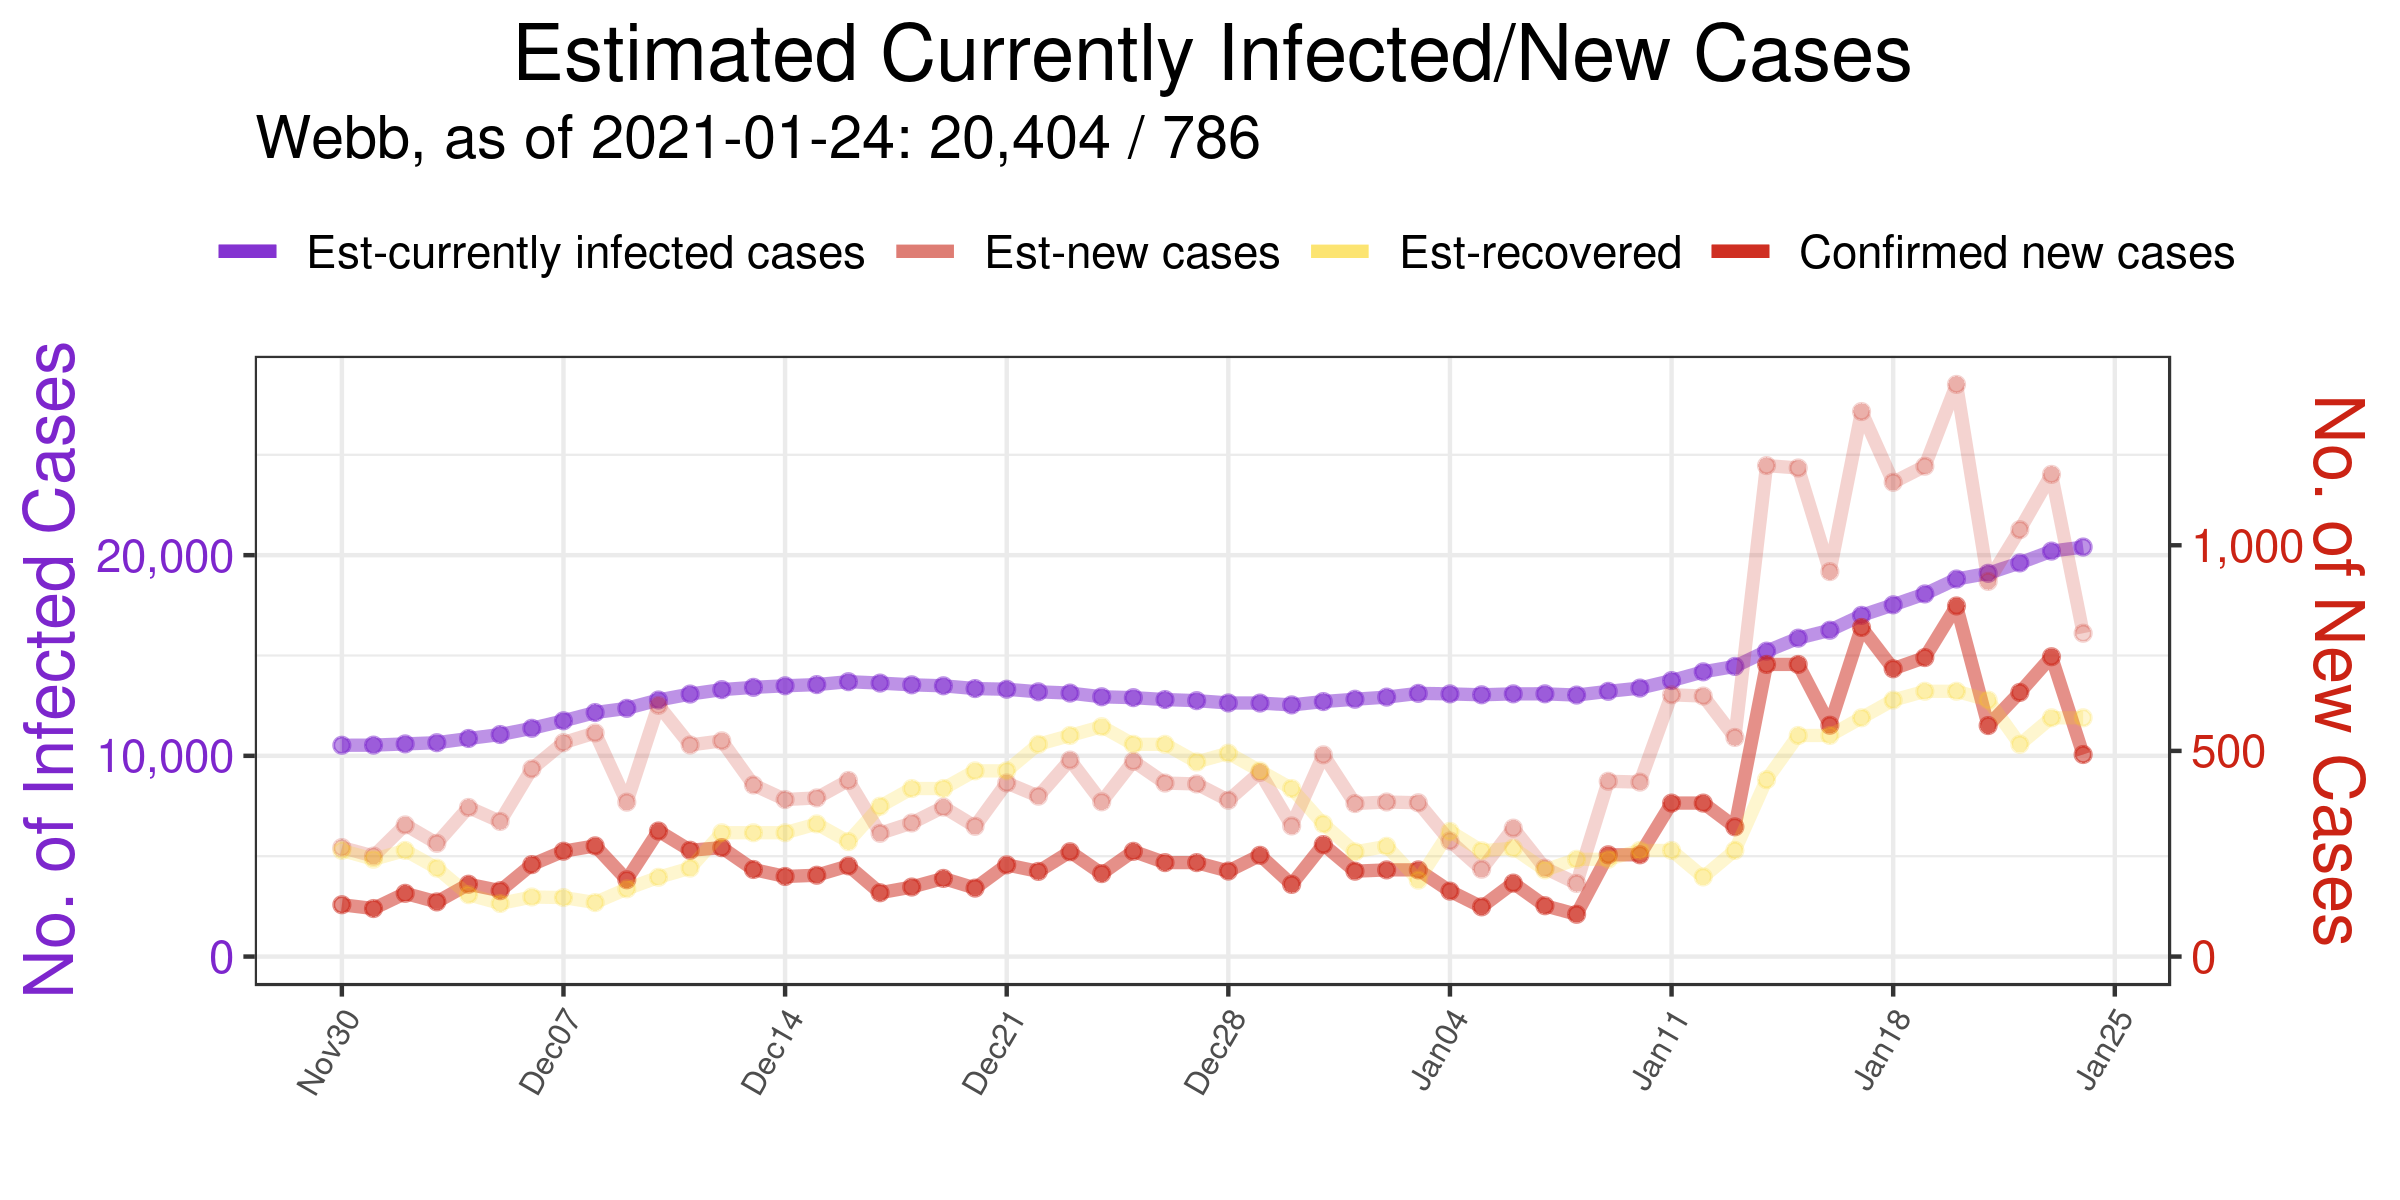 Estimated Currently Infected/New Cases
Webb, as of 2021-01-24: 20,404 / 786
Est-currently infected cases Est-new cases Est-recovered Confirmed new cases
No. of Infected Cases
20,000
10,000
0
No. of New Cases
1,000
500
0
Nov30 Dec07 Dec14 Dec21 Dec28 Jan04 Jan11 Jan18 Jan25